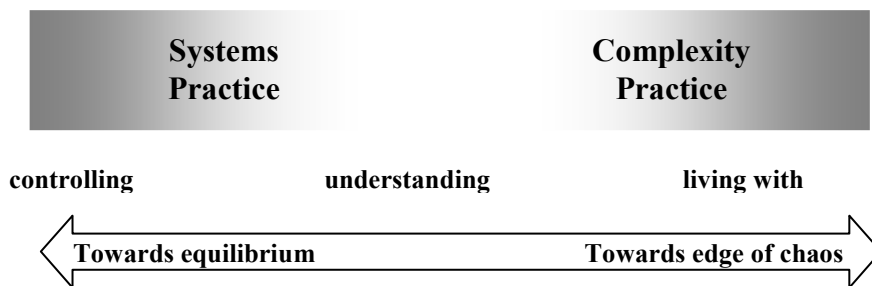 Systems
Practice
Complexity
Practice
controlling understanding living with
Towards equilibrium Towards edge of chaos